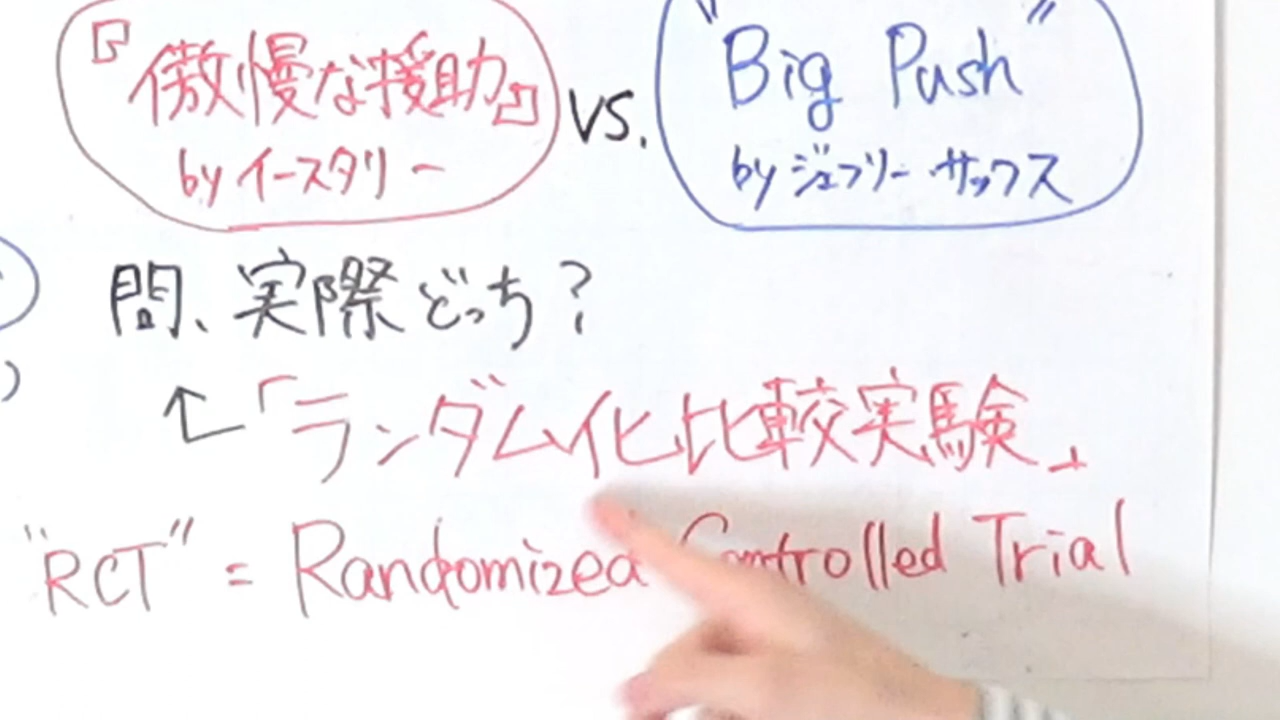 『傲慢な援助』
by イースタリー
vs.
"Big Push"
by ジェフリー・サックス
問、実際どっち？
↑「ランダム化比較実験」
"RCT" = Randomized Controlled Trial